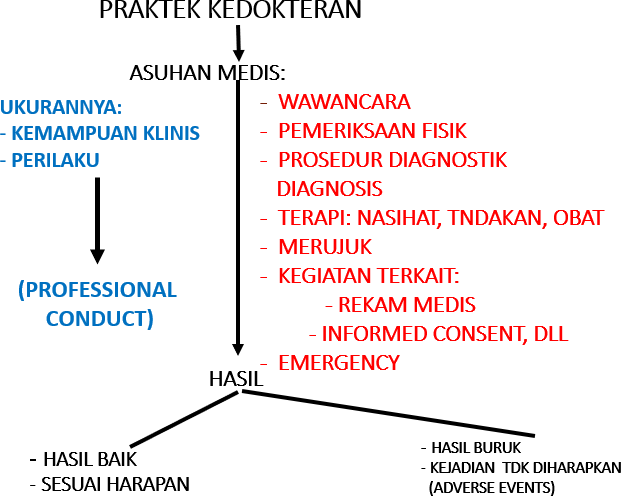 PRAKTEK KEDOKTERAN
ASUHAN MEDIS:
UKURANNYA:
- KEMAMPUAN KLINIS
- PERILAKU
(PROFESSIONAL
CONDUCT)
- WAWANCARA
- PEMERIKSAAN FISIK
- PROSEDUR DIAGNOSTIK
DIAGNOSIS
- TERAPI: NASIHAT, TNDAKAN, OBAT
- MERUJUK
- KEGIATAN TERKAIT:
- REKAM MEDIS
- INFORMED CONSENT, DLL
- EMERGENCY
HASIL
- HASIL BAIK
- SESUAI HARAPAN
- HASIL BURUK
- KEJADIAN TDK DIHARAPKAN
(ADVERSE EVENTS)